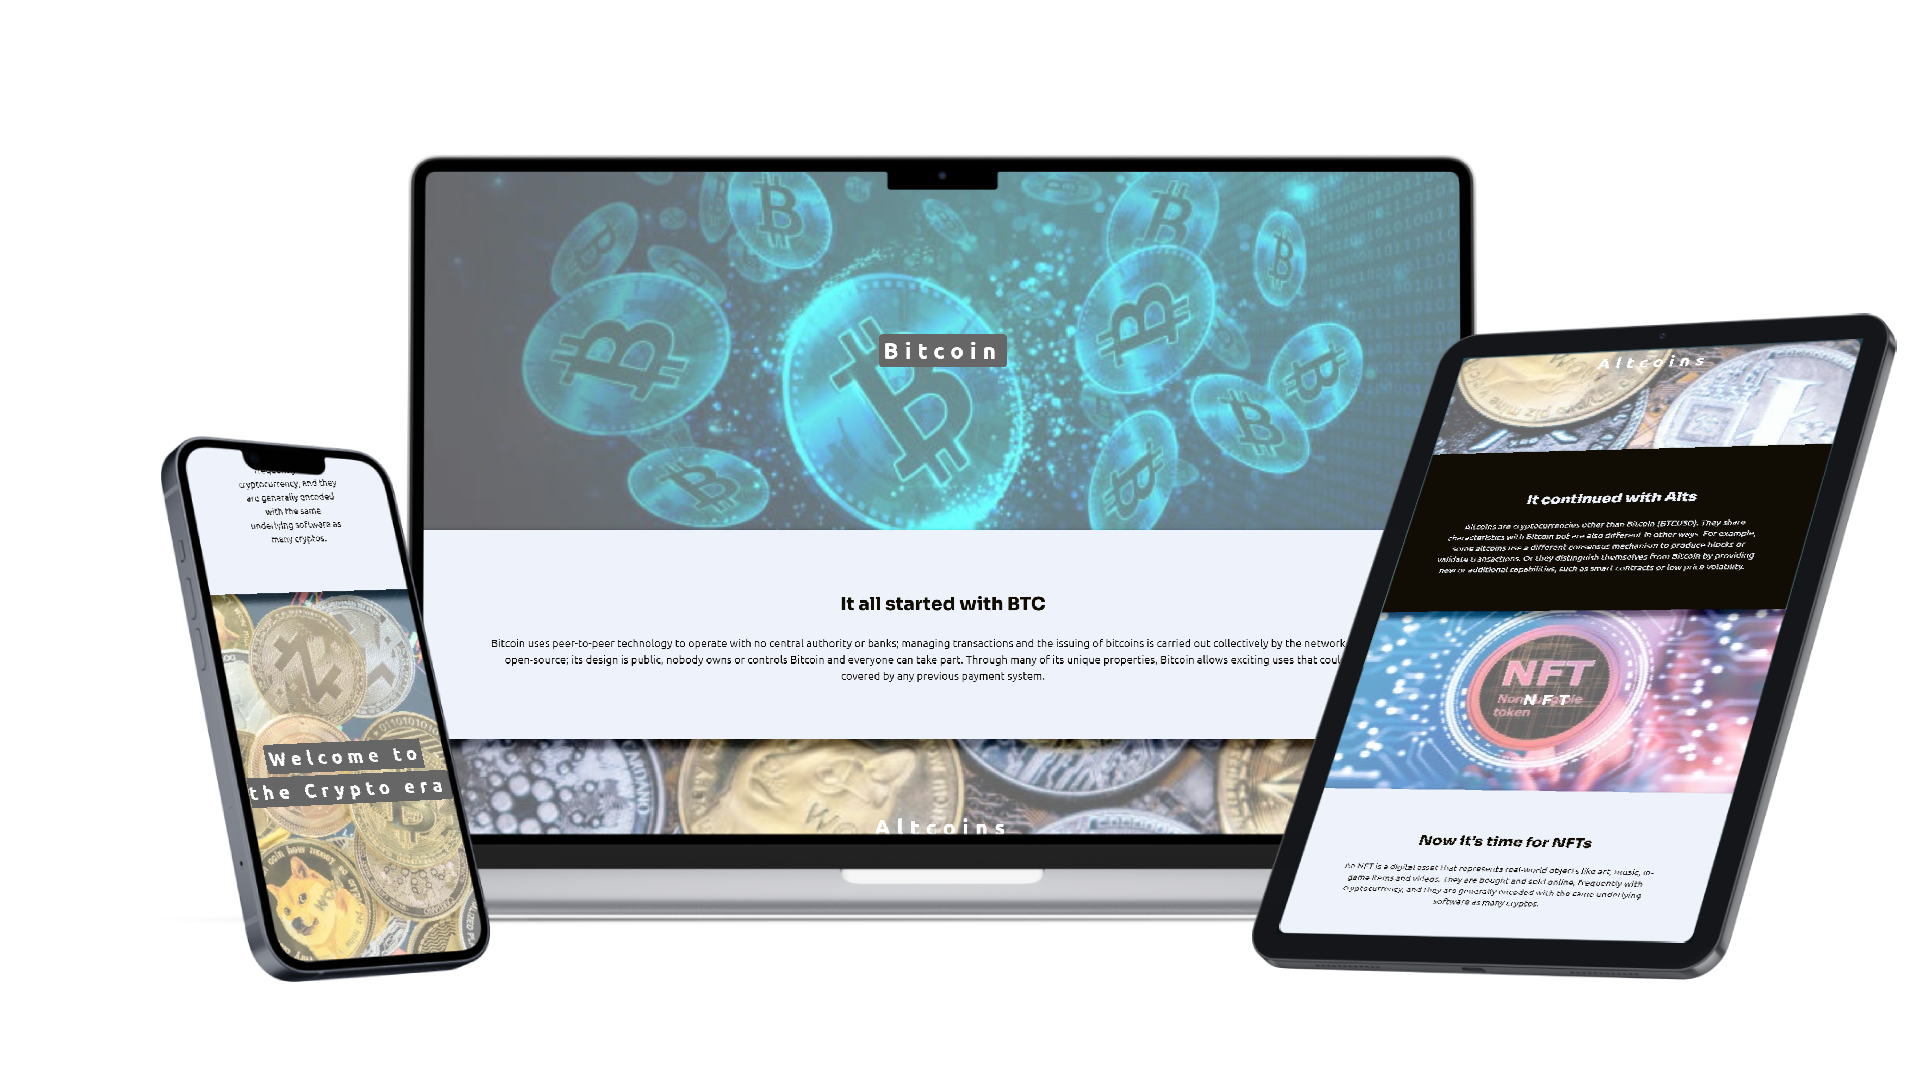 cryptocurrency, and they
are generally encoded
with the same
underlying software as
many cryptos.
Welcome to
the Crypto era
coin how money
Bitcoin
It all started with BTC
Bitcoin uses peer-to-peer technology to operate with no central authority or banks; managing transactions and the issuing of bitcoins is carried out collectively by the network
open-source; its design is public, nobody owns or controls Bitcoin and everyone can take part. Through many of its unique properties, Bitcoin allows exciting uses that
covered by any previous payment system.
Altcoins
Altcoins
It continued with Alts
Altcoins are cryptocurrencies other than Bitcoin (BTCUSD). They share
characteristics with Bitcoin but are also different in other ways. For example,
some altcoins use a different consensus mechanism to produce blocks or
validate transactions. Or they distinguish themselves from Bitcoin by providing
new or additional capabilities, such as smart contracts or low price volatility.
NFT
NFT
token
Now it's time for NFTs
An NFT is a digital asset that represents real-world objects like art, music, in-
game items and videos. They are bought and sold online, frequently with
cryptocurrency, and they are generally encoded with the same underlying
software as many cryptos.